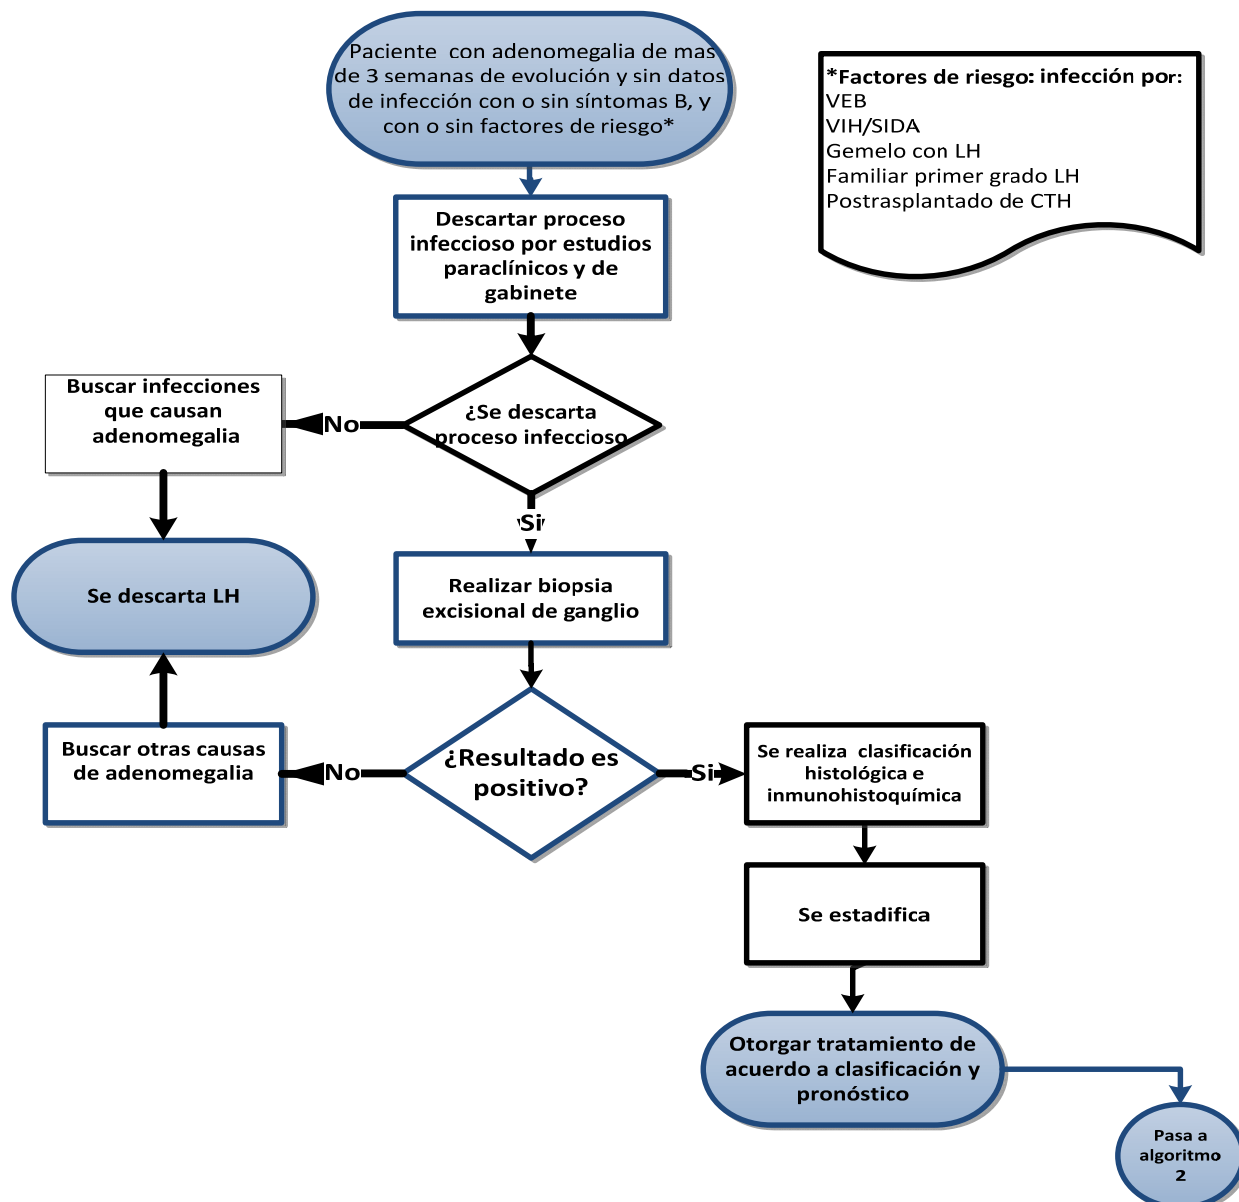 Paciente con adenomegalia de mas
de 3 semanas de evolución y sin datos
de infección con o sin síntomas B, y
con o sin factores de riesgo*
*Factores de riesgo: infección por:
VEB
VIH/SIDA
Gemelo con LH
Familiar primer grado LH
Postrasplantado de CTH
Descartar proceso
infeccioso por estudios
paraclínicos y de
gabinete
Buscar infecciones
que causan
adenomegalia
No
¿Se descarta
proceso infeccioso
Si
Se descarta LH
Realizar biopsia
excisional de ganglio
Buscar otras causas
de adenomegalia
No
¿Resultado es
positivo?
Si
Se realiza clasificación
histológica e
inmunohistoquímica
Se estadifica
Otorgar tratamiento de
acuerdo a clasificación y
pronóstico
Pasa a
algoritmo
2